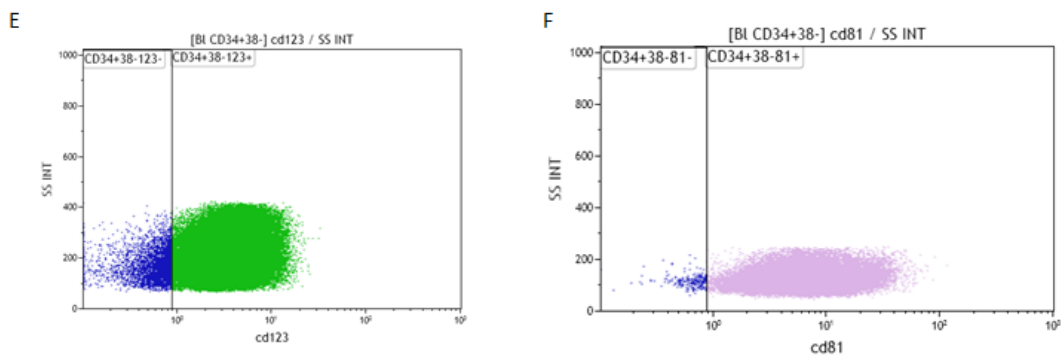 E
[BL CD34+38-] cd123 / SS INT
CD34+38-123-
CD34+38-123+
1000
800
600
400
200
0
SS INT
10⁰
10¹
10²
10³
cd123
F
[BL CD34+38-] cd81 / SS INT
CD34+38-81-
CD34+38-81+
1000
800
600
400
200
0
SS INT
10⁰
10¹
10²
10³
cd81